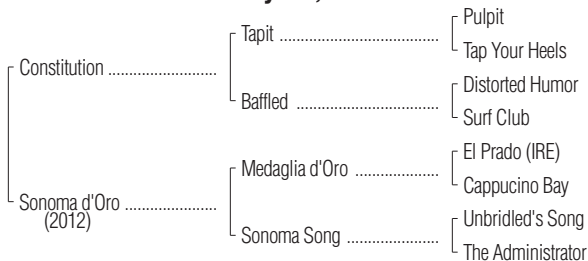 Pulpit
Tapit ....................................
Tap Your Heels
Constitution .........................
Distorted Humor
Baffled ................................
Surf Club
El Prado (IRE)
Medaglia d'Oro ...................
Cappucino Bay
Sonoma d'Oro .....................
(2012)
Unbridled's Song
Sonoma Song .....................
The Administrator